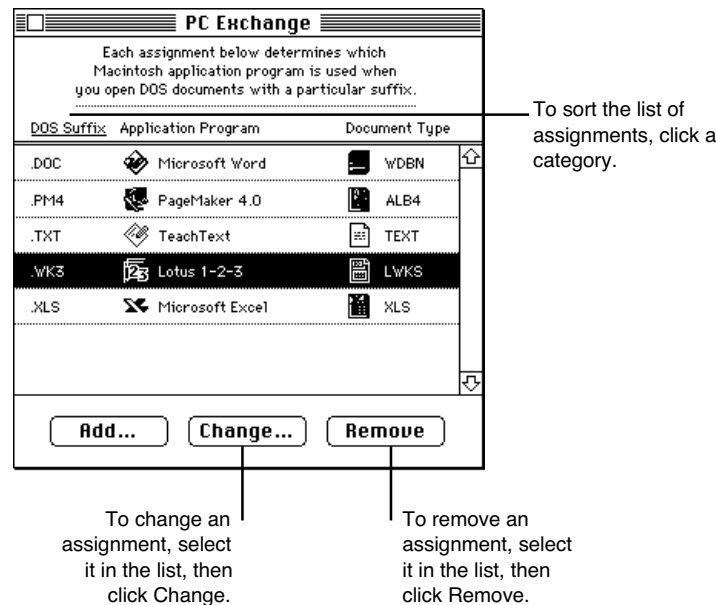 PC Exchange
Each assignment below determines which
Macintosh application program is used when
you open DOS documents with a particular suffix.
DOS Suffix Application Program Document Type
.DOC Microsoft Word WDBN
.PM4 PageMaker 4.0 ALB4
.TXT TeachText TEXT
.WK3 Lotus 1-2-3 LWKS
.XLS Microsoft Excel XLS
Add... Change... Remove
To sort the list of
assignments, click a
category.
To change an
assignment, select
it in the list, then
click Change.
To remove an
assignment, select
it in the list, then
click Remove.